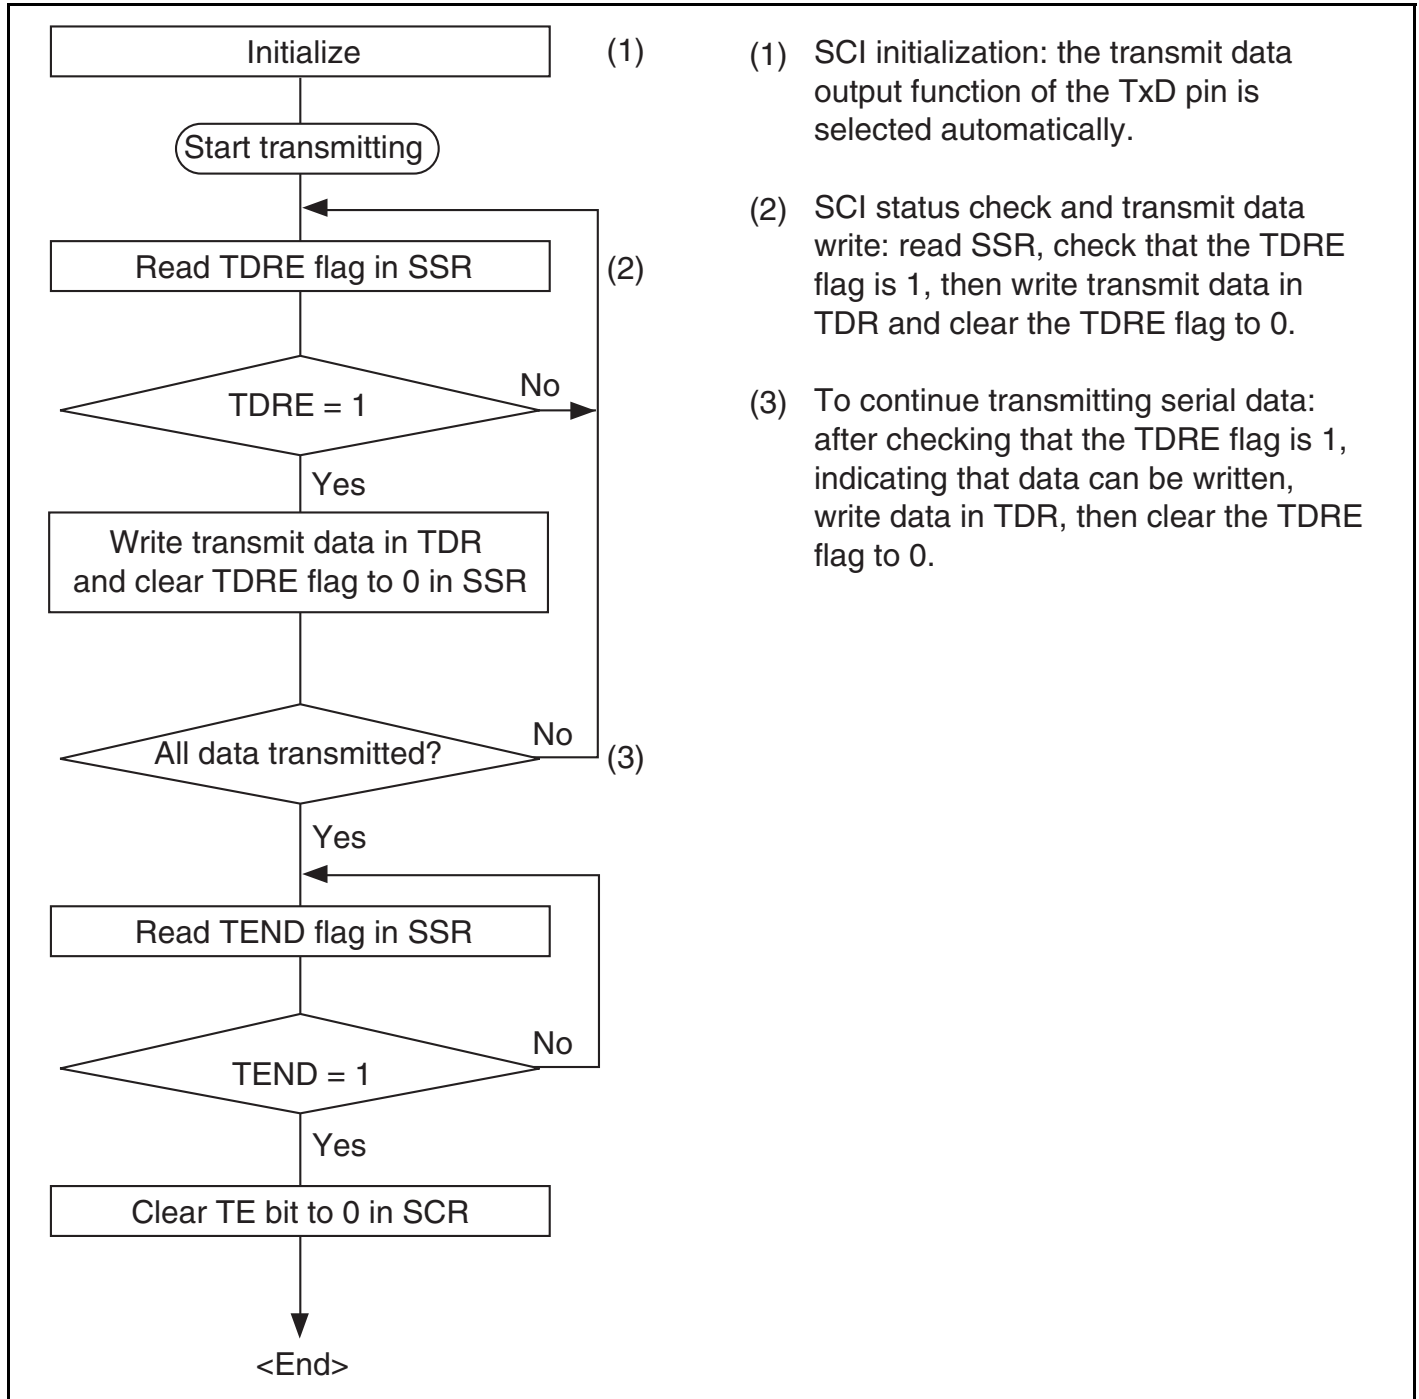 Initialize
(1)
Start transmitting
Read TDRE flag in SSR
(2)
TDRE = 1
No
Yes
Write transmit data in TDR
and clear TDRE flag to 0 in SSR
All data transmitted?
No
(3)
Yes
Read TEND flag in SSR
TEND = 1
No
Yes
Clear TE bit to 0 in SCR
<End>
(1) SCI initialization: the transmit data
output function of the TxD pin is
selected automatically.
(2) SCI status check and transmit data
write: read SSR, check that the TDRE
flag is 1, then write transmit data in
TDR and clear the TDRE flag to 0.
(3) To continue transmitting serial data:
after checking that the TDRE flag is 1,
indicating that data can be written,
write data in TDR, then clear the TDRE
flag to 0.